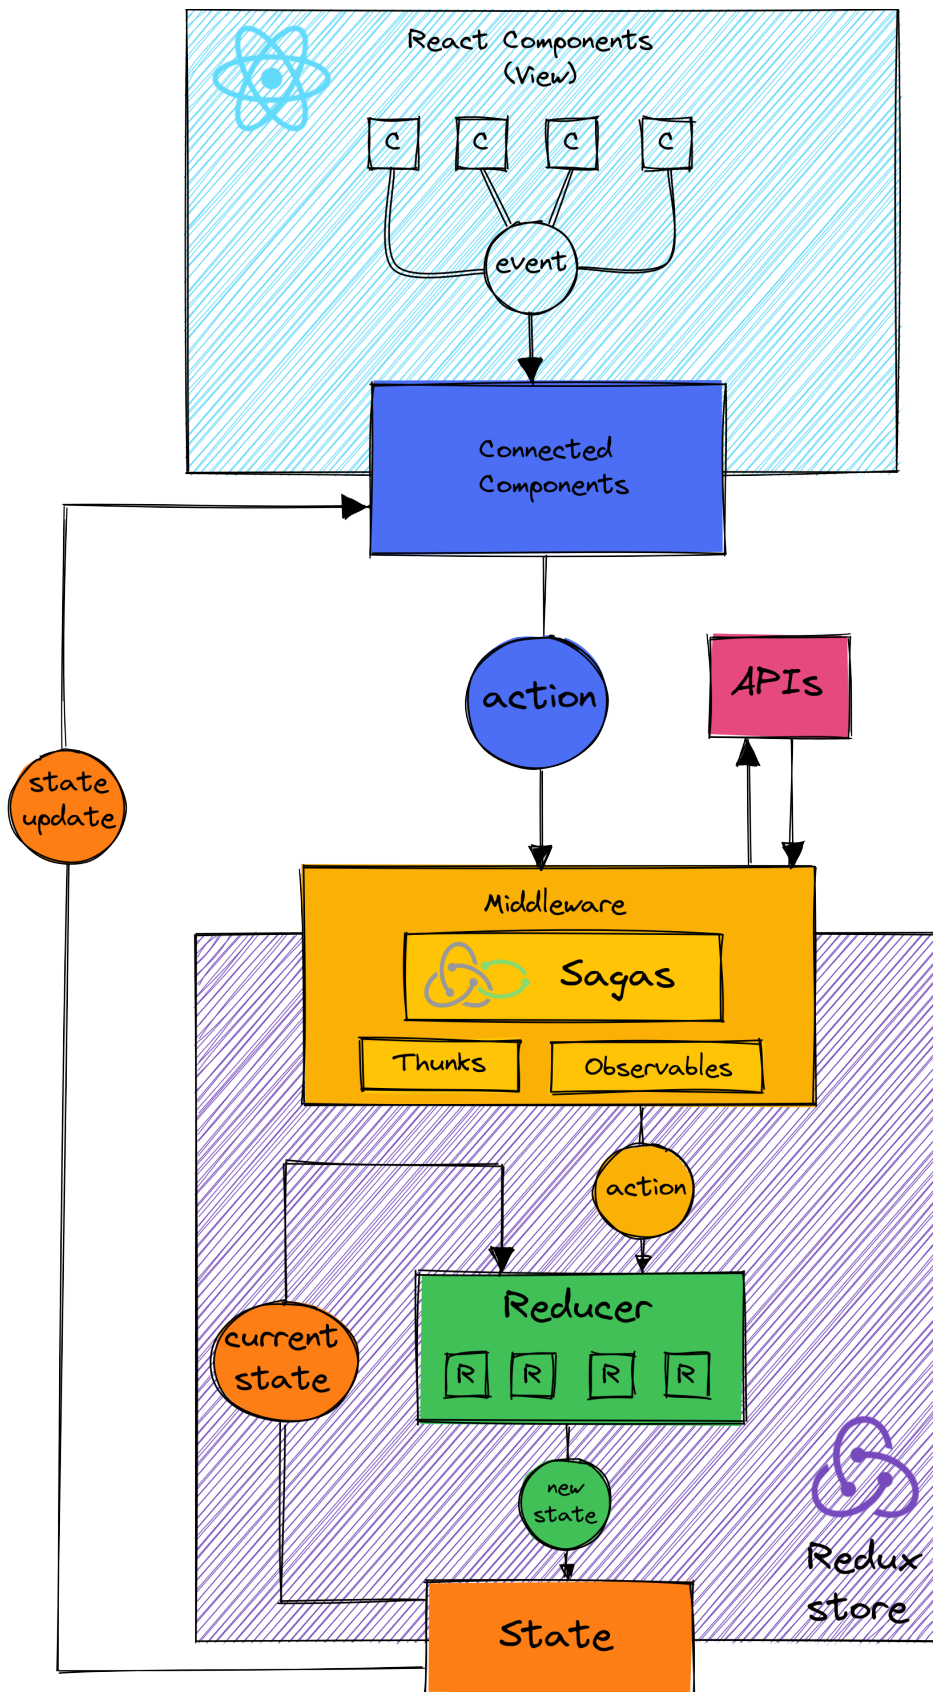 React Components
(View)
C
C
C
C
event
Connected
Components
action
APIs
state
update
Middleware
Sagas
Thunks
Observables
action
Reducer
R
R
R
R
current
state
new
state
Redux
store
State